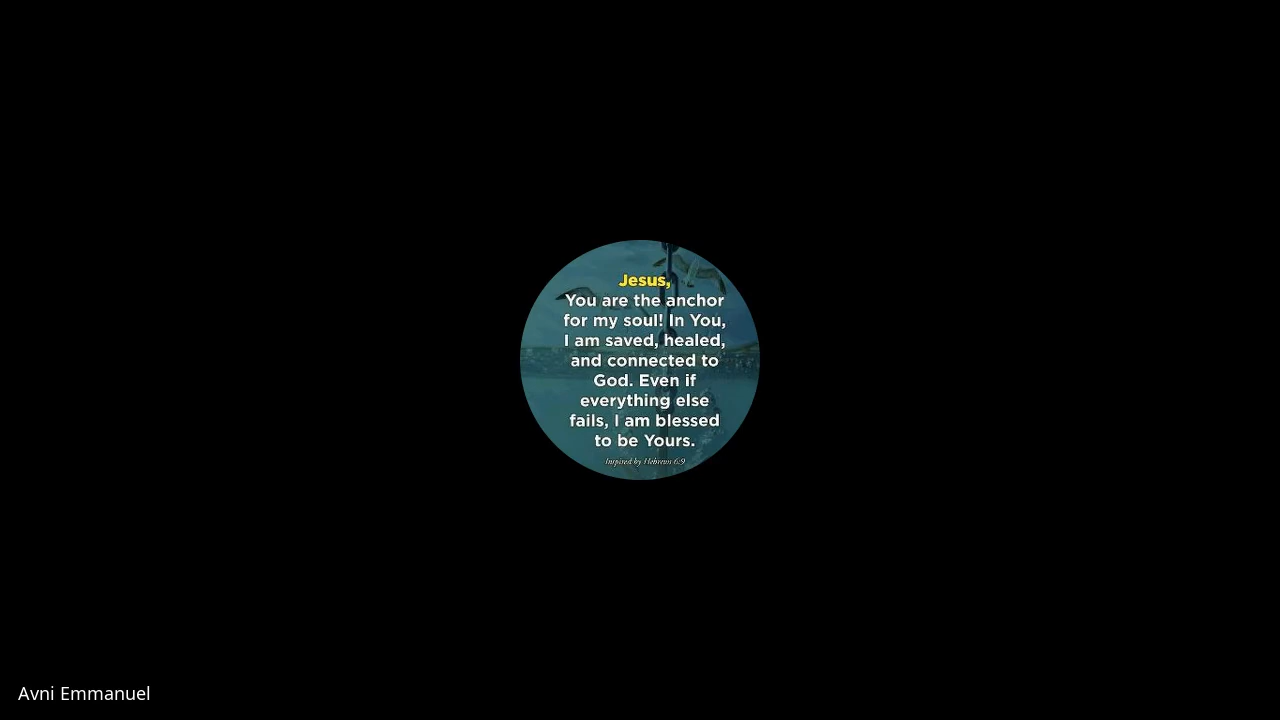 Jesus,
You are the anchor
for my soul! In You,
I am saved, healed,
and connected to
God. Even if
everything else
fails, I am blessed
to be Yours.
Inspired by Hebrews 6:9
Avni Emmanuel